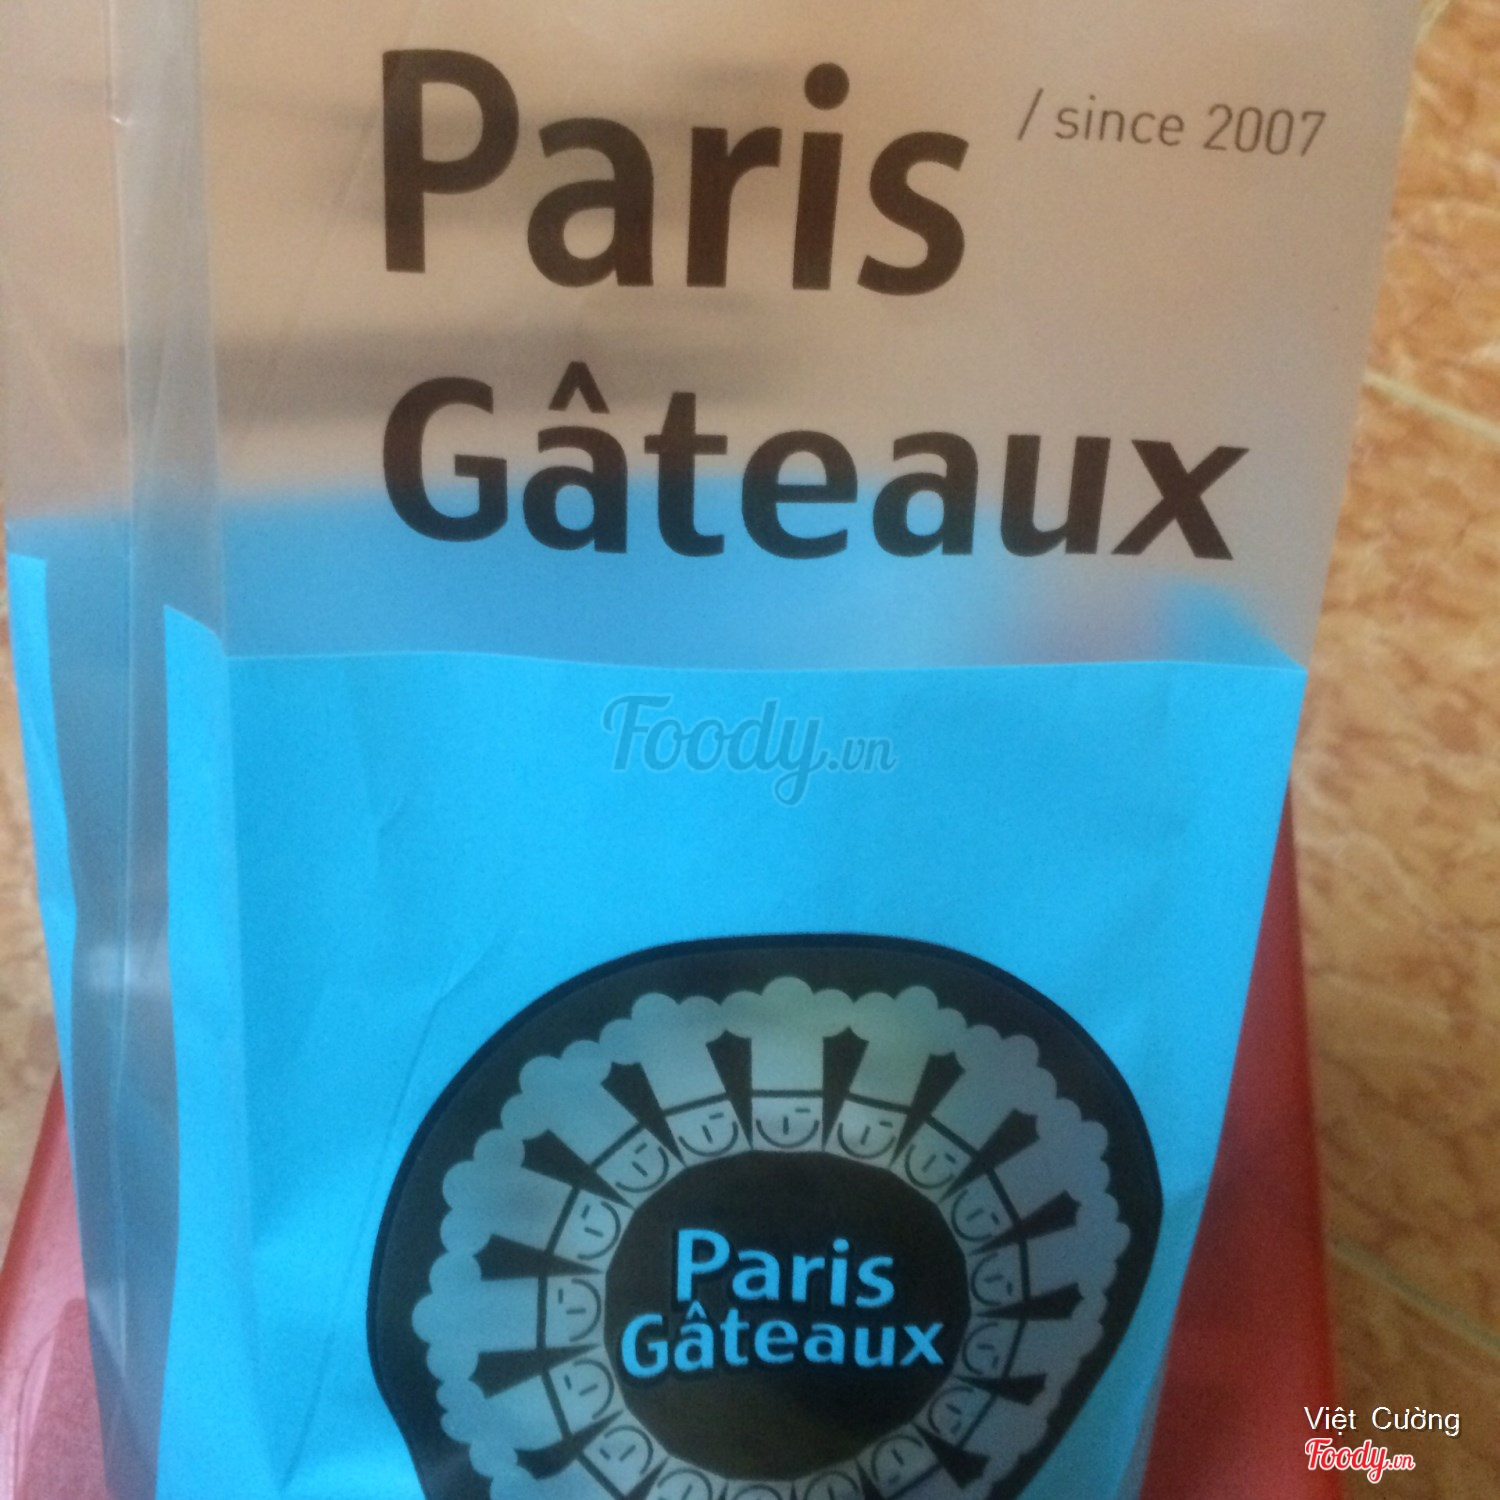 Paris / since 2007
Gâteaux
Foody.vn
Paris
Gâteaux
Việt Cường
Foody.vn